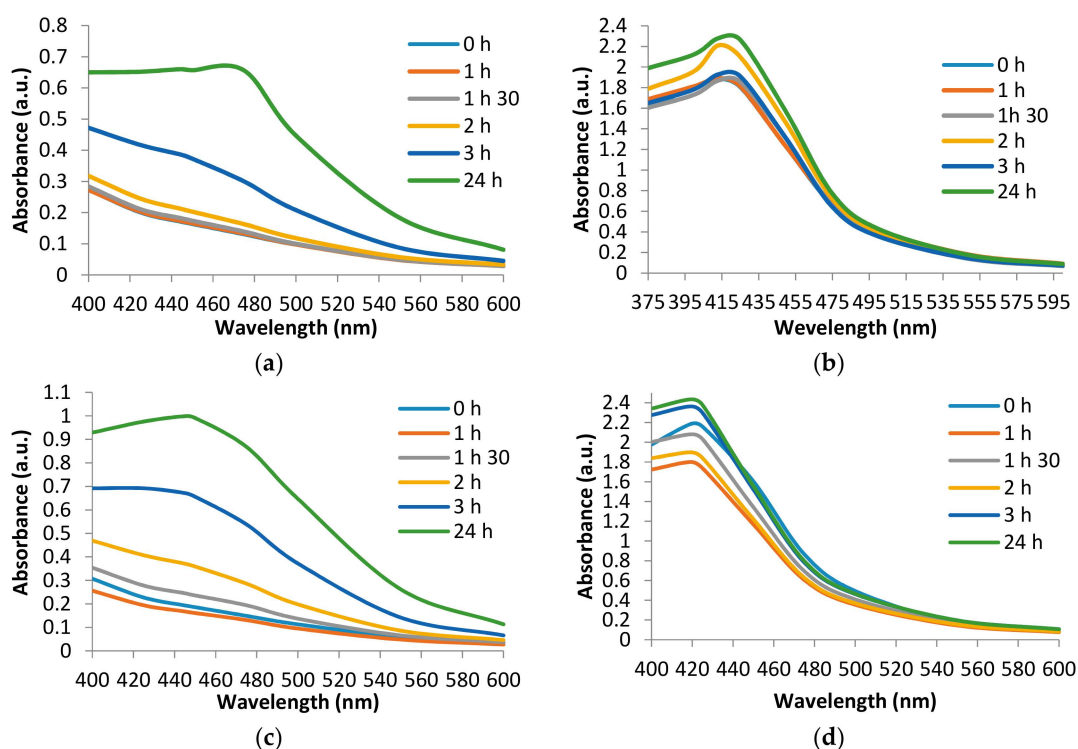 0.8
0.7
0.6
0.5
0.4
0.3
0.2
0.1
0
Absorbance (a.u.)
400 420 440 460 480 500 520 540 560 580 600
Wavelength (nm)
0 h
1 h
1 h 30
2 h
3 h
24 h
(a)
2.4
2.2
2
1.8
1.6
1.4
1.2
1
0.8
0.6
0.4
0.2
0
Absorbance (a.u.)
375 395 415 435 455 475 495 515 535 555 575 595
Wevelength (nm)
0 h
1 h
1h 30
2 h
3 h
24 h
(b)
1.1
1
0.9
0.8
0.7
0.6
0.5
0.4
0.3
0.2
0.1
0
Absorbance (a.u.)
400 420 440 460 480 500 520 540 560 580 600
Wavelength (nm)
0 h
1 h
1 h 30
2 h
3 h
24 h
(c)
2.4
2.2
2
1.8
1.6
1.4
1.2
1
0.8
0.6
0.4
0.2
0
Absorbance (a.u.)
400 420 440 460 480 500 520 540 560 580 600
Wavelength (nm)
0 h
1 h
1 h 30
2 h
3 h
24 h
(d)